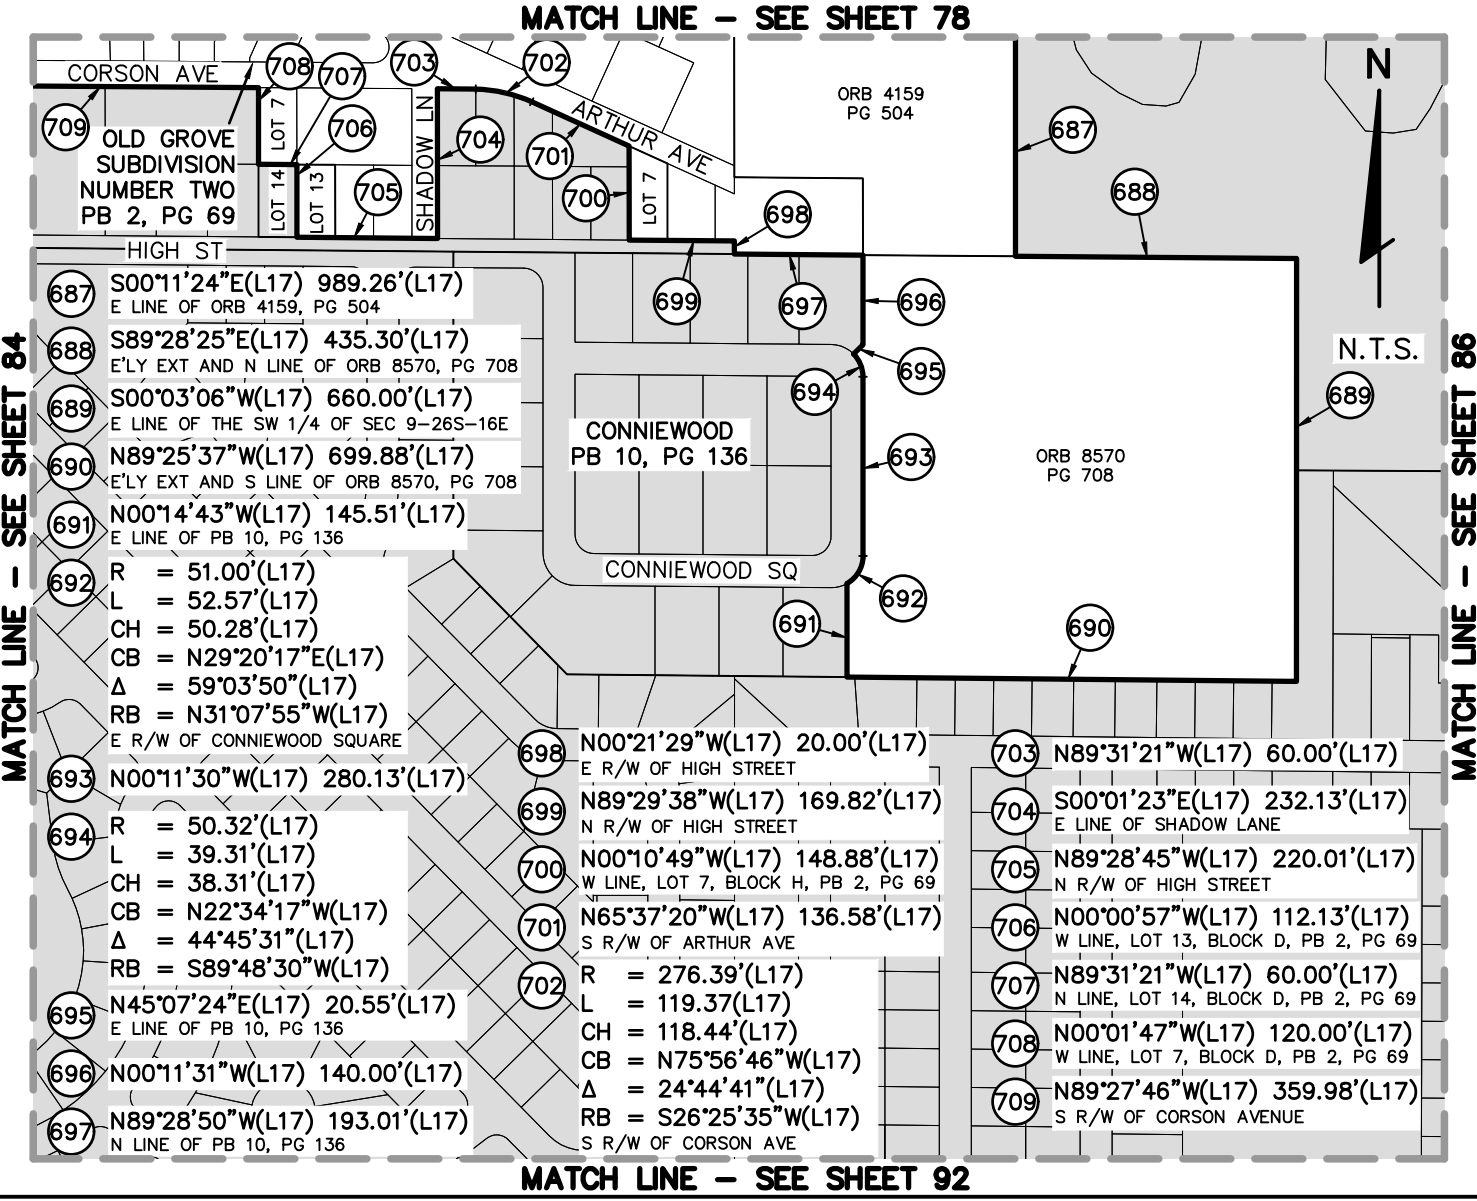 MATCH LINE – SEE SHEET 78
CORSON AVE
708
707
703
702
709
OLD GROVE
SUBDIVISION
NUMBER TWO
PB 2, PG 69
LOT 7
706
LOT 14
LOT 13
705
SHADOW LN
704
701
ARTHUR AVE
700
LOT 7
698
ORB 4159
PG 504
687
688
N
HIGH ST
699
697
696
695
694
N.T.S.
689
CONNIEWOOD
PB 10, PG 136
693
ORB 8570
PG 708
CONNIEWOOD SQ
692
691
690
MATCH LINE – SEE SHEET 84
MATCH LINE – SEE SHEET 86
687 S00°11'24"E(L17) 989.26'(L17)
E LINE OF ORB 4159, PG 504
688 S89°28'25"E(L17) 435.30'(L17)
E'LY EXT AND N LINE OF ORB 8570, PG 708
689 S00°03'06"W(L17) 660.00'(L17)
E LINE OF THE SW 1/4 OF SEC 9–26S–16E
690 N89°25'37"W(L17) 699.88'(L17)
E'LY EXT AND S LINE OF ORB 8570, PG 708
691 N00°14'43"W(L17) 145.51'(L17)
E LINE OF PB 10, PG 136
692 R = 51.00'(L17)
L = 52.57'(L17)
CH = 50.28'(L17)
CB = N29°20'17"E(L17)
Δ = 59°03'50"(L17)
RB = N31°07'55"W(L17)
E R/W OF CONNIEWOOD SQUARE
693 N00°11'30"W(L17) 280.13'(L17)
694 R = 50.32'(L17)
L = 39.31'(L17)
CH = 38.31'(L17)
CB = N22°34'17"W(L17)
Δ = 44°45'31"(L17)
RB = S89°48'30"W(L17)
695 N45°07'24"E(L17) 20.55'(L17)
E LINE OF PB 10, PG 136
696 N00°11'31"W(L17) 140.00'(L17)
697 N89°28'50"W(L17) 193.01'(L17)
N LINE OF PB 10, PG 136
698 N00°21'29"W(L17) 20.00'(L17)
E R/W OF HIGH STREET
699 N89°29'38"W(L17) 169.82'(L17)
N R/W OF HIGH STREET
700 N00°10'49"W(L17) 148.88'(L17)
W LINE, LOT 7, BLOCK H, PB 2, PG 69
701 N65°37'20"W(L17) 136.58'(L17)
S R/W OF ARTHUR AVE
702 R = 276.39'(L17)
L = 119.37(L17)
CH = 118.44'(L17)
CB = N75°56'46"W(L17)
Δ = 24°44'41"(L17)
RB = S26°25'35"W(L17)
S R/W OF CORSON AVE
703 N89°31'21"W(L17) 60.00'(L17)
704 S00°01'23"E(L17) 232.13'(L17)
E LINE OF SHADOW LANE
705 N89°28'45"W(L17) 220.01'(L17)
N R/W OF HIGH STREET
706 N00°00'57"W(L17) 112.13'(L17)
W LINE, LOT 13, BLOCK D, PB 2, PG 69
707 N89°31'21"W(L17) 60.00'(L17)
N LINE, LOT 14, BLOCK D, PB 2, PG 69
708 N00°01'47"W(L17) 120.00'(L17)
W LINE, LOT 7, BLOCK D, PB 2, PG 69
709 N89°27'46"W(L17) 359.98'(L17)
S R/W OF CORSON AVENUE
MATCH LINE – SEE SHEET 92